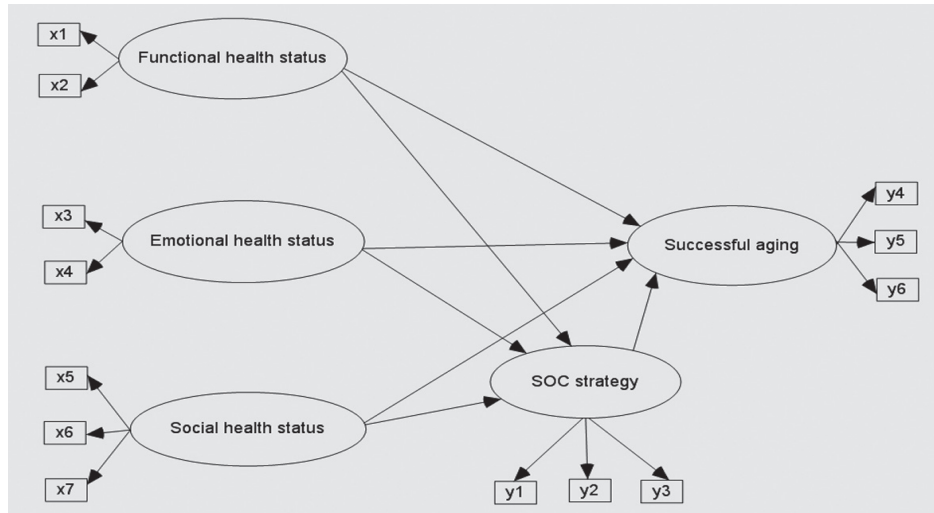 x1
Functional health status
x2
x3
Emotional health status
x4
Successful aging
y4
y5
y6
x5
SOC strategy
x6
Social health status
x7
y1
y2
y3